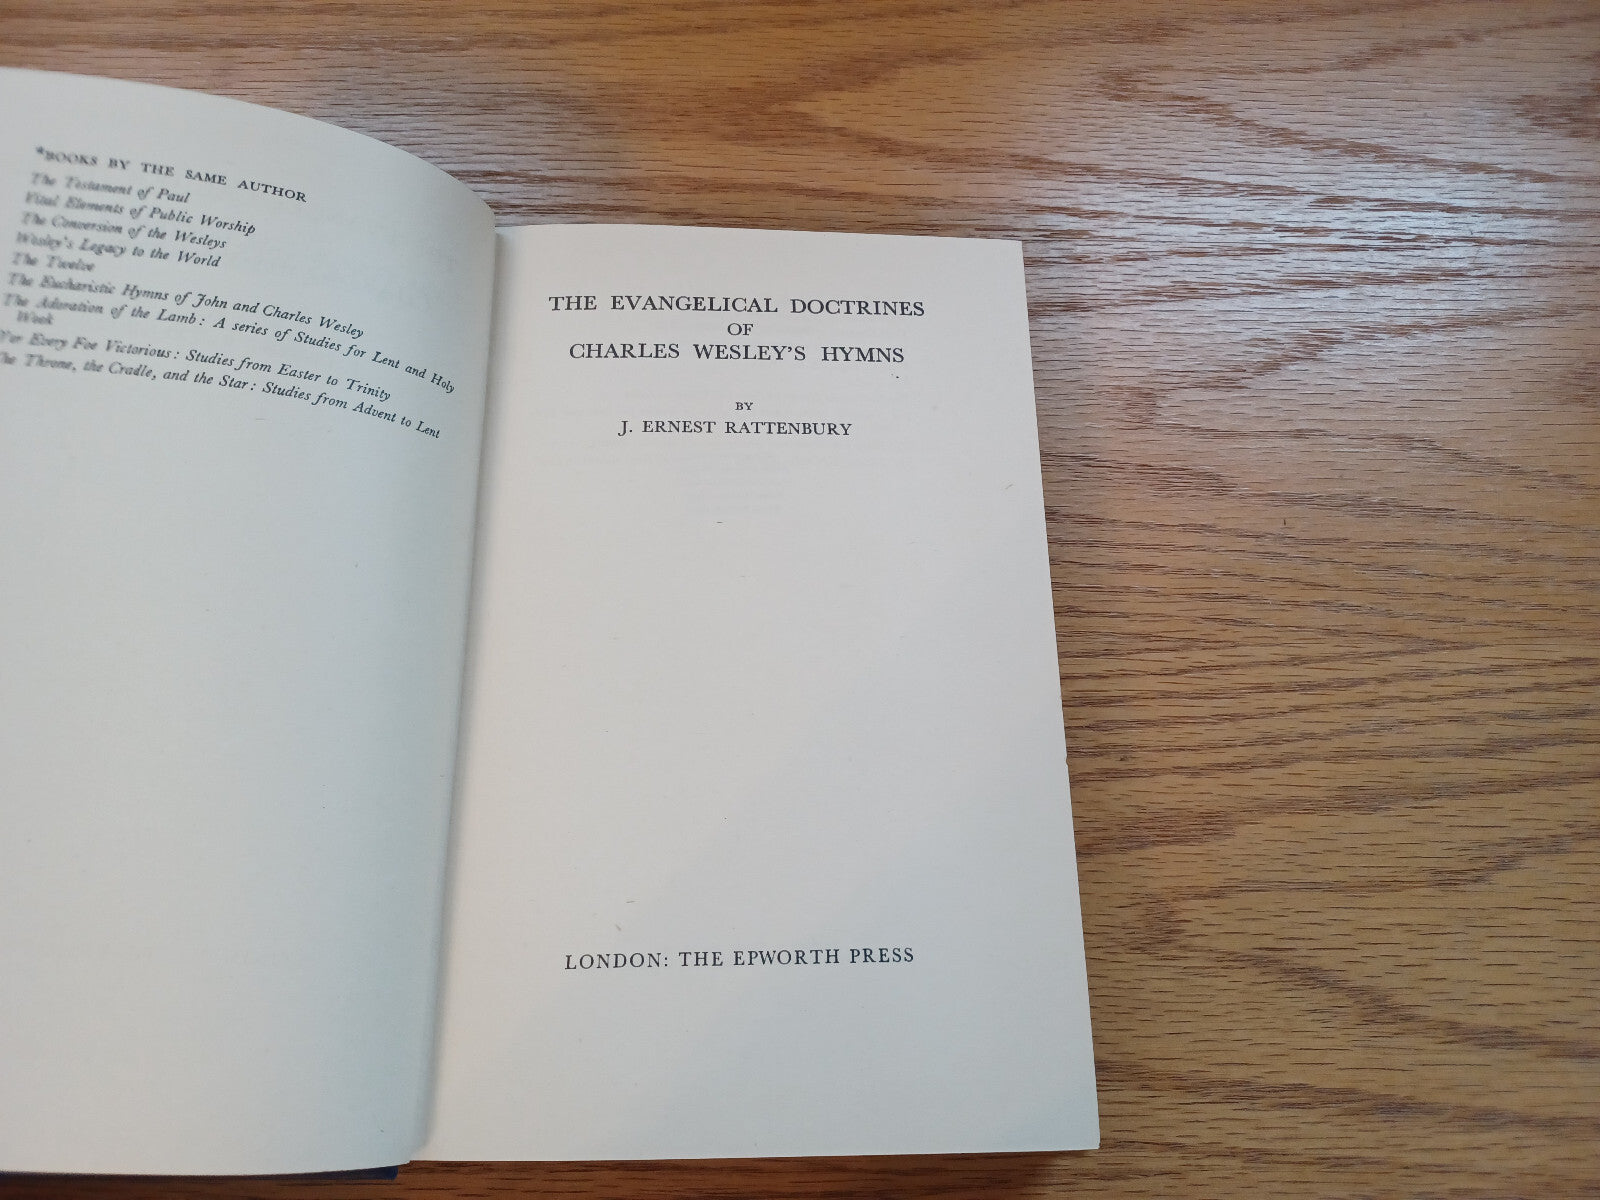 *BOOKS BY THE SAME AUTHOR
The Testament of Paul
Vital Elements of Public Worship
The Conversion of the Wesleys
Wesley's Legacy to the World
The Twelve
The Eucharistic Hymns of John and Charles Wesley
The Adoration of the Lamb: A series of Studies for Lent and Holy
Week
For Every Foe Victorious: Studies from Easter to Trinity
The Throne, the Cradle, and the Star: Studies from Advent to Lent
THE EVANGELICAL DOCTRINES
OF
CHARLES WESLEY'S HYMNS
BY
J. ERNEST RATTENBURY
LONDON: THE EPWORTH PRESS